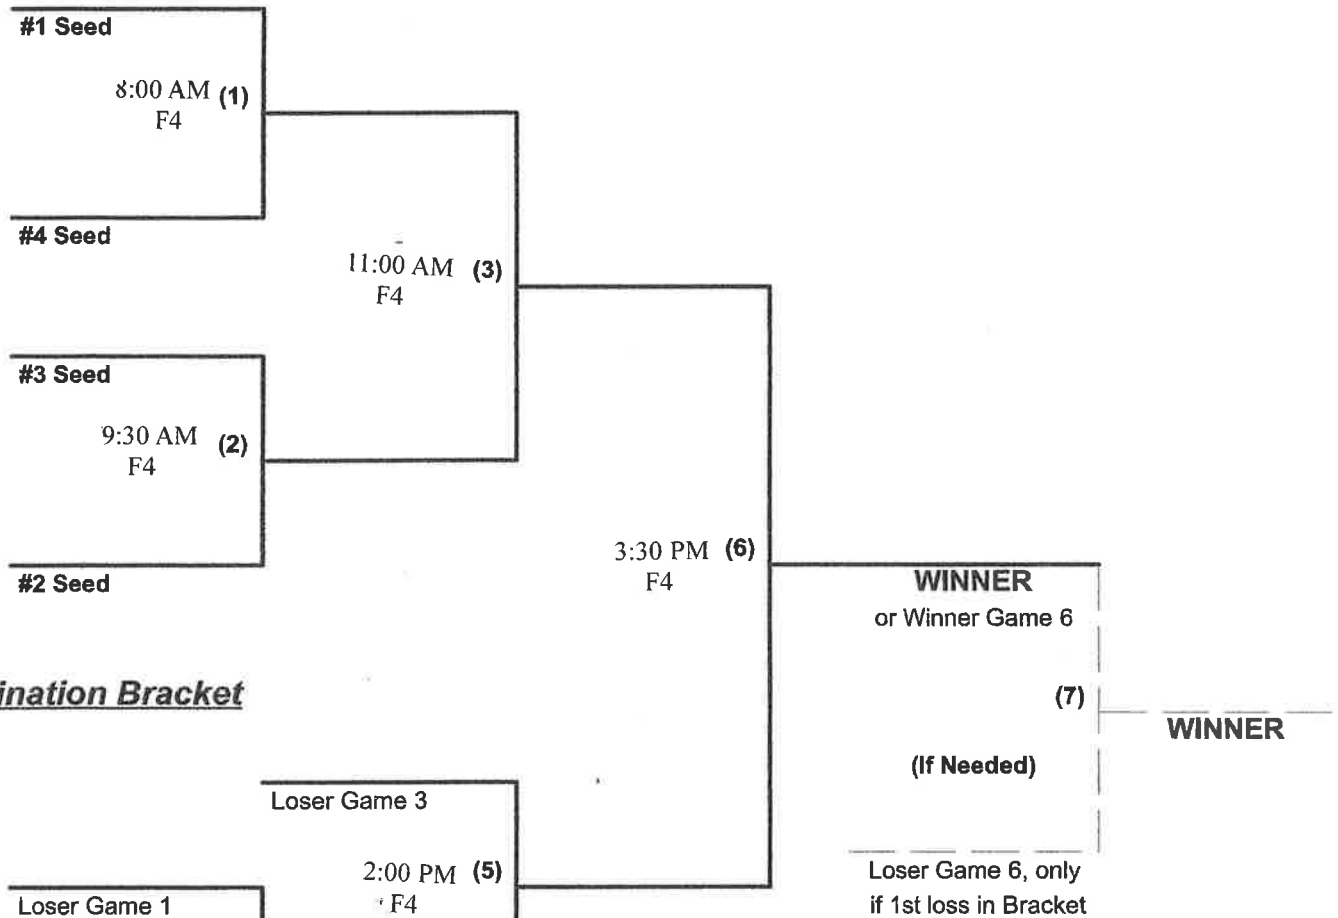 #1 Seed
8:00 AM (1)
F4
#4 Seed
11:00 AM (3)
F4
#3 Seed
9:30 AM (2)
F4
#2 Seed
3:30 PM (6)
F4
WINNER
or Winner Game 6
(7)
WINNER
(If Needed)
ination Bracket
Loser Game 3
2:00 PM (5)
F4
Loser Game 1
Loser Game 6, only
if 1st loss in Bracket